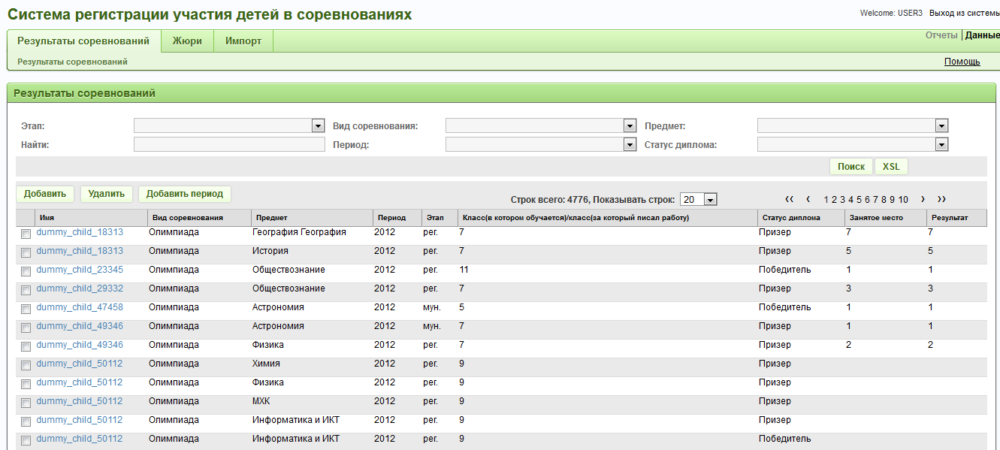 Система регистрации участия детей в соревнованиях
Welcome: USER3 Выход из системы
Результаты соревнований Жюри Импорт
Отчеты Данные
Результаты соревнований
Помощь
Результаты соревнований
Этап: Вид соревнования: Предмет:
Найти: Период: Статус диплома:
Поиск XSL
Добавить Удалить Добавить период
Строк всего: 4776, Показывать строк: 20 << < 1 2 3 4 5 6 7 8 9 10 > >>
Имя Вид соревнования Предмет Период Этап Класс(в котором обучается)/класс(за который писал работу) Статус диплома Занятое место Результат
dummy_child_18313 Олимпиада География География 2012 рег. 7 Призер 7 7
dummy_child_18313 Олимпиада История 2012 рег. 7 Призер 5 5
dummy_child_23345 Олимпиада Обществознание 2012 рег. 11 Победитель 1 1
dummy_child_29332 Олимпиада Обществознание 2012 рег. 7 Призер 3 3
dummy_child_47458 Олимпиада Астрономия 2012 мун. 5 Победитель 1 1
dummy_child_49346 Олимпиада Астрономия 2012 мун. 7 Призер 1 1
dummy_child_49346 Олимпиада Физика 2012 рег. 7 Призер 2 2
dummy_child_50112 Олимпиада Химия 2012 рег. 9 Призер
dummy_child_50112 Олимпиада Физика 2012 рег. 9 Призер
dummy_child_50112 Олимпиада МХК 2012 рег. 9 Призер
dummy_child_50112 Олимпиада Информатика и ИКТ 2012 рег. 9 Призер
dummy_child_50112 Олимпиада Информатика и ИКТ 2012 рег. 9 Победитель